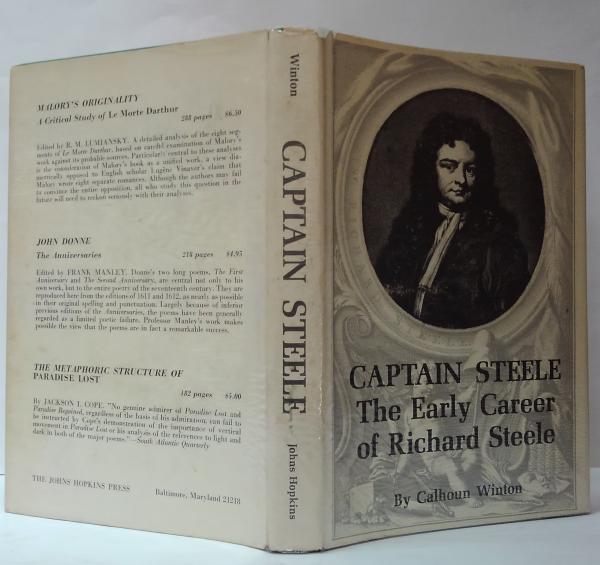 MALORY'S ORIGINALITY
A Critical Study of Le Morte Darthur
288 pages $6.50
Edited by R. M. LUMIANSKY. A detailed analysis of the eight seg-
ments of Le Morte Darthur, based on careful examination of Malory's
work against its probable sources. Particularly central to these analyses
is the consideration of Malory's book as a unified work, a view dia-
metrically opposed to English scholar Eugène Vinaver's claim that
Malory wrote eight separate romances. Although the authors may fail
to convince the entire opposition, all who study this question in the
future will need to reckon seriously with their analyses.
JOHN DONNE
The Anniversaries 218 pages $4.95
Edited by FRANK MANLEY. Donne's two long poems, The First
Anniversary and The Second Anniversary, are central not only to his
own work, but to the entire poetry of the seventeenth century. They are
reproduced here from the editions of 1611 and 1612, as nearly as possible
in their original spelling and punctuation. Largely because of inferior
previous editions of the Anniversaries, the poems have been generally
regarded as a limited poetic failure. Professor Manley's work makes
possible the view that the poems are in fact a remarkable success.
THE METAPHORIC STRUCTURE OF
PARADISE LOST
182 pages $5.00
By JACKSON I. COPE. "No genuine admirer of Paradise Lost and
Paradise Regained, regardless of the basis of his admiration, can fail to
be instructed by Cope's demonstration of the importance of vertical
movement in Paradise Lost or his analysis of the references to light and
dark in both of the major poems."—South Atlantic Quarterly
THE JOHNS HOPKINS PRESS Baltimore, Maryland 21218
Winton
CAPTAIN STEELE
Johns Hopkins
CAPTAIN STEELE
The Early Career
of Richard Steele
By Calhoun Winton